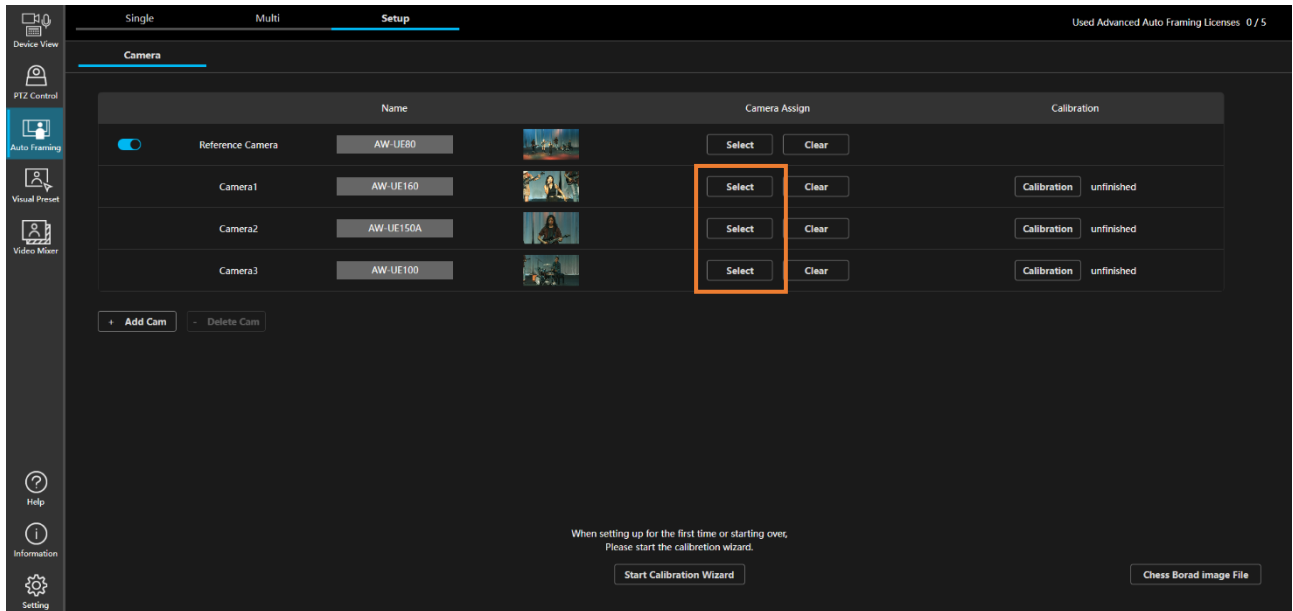 Single Multi Setup Used Advanced Auto Framing Licenses 0 / 5
Device View
Camera
PTZ Control
Name Camera Assign Calibration
Auto Framing
Reference Camera AW-UE80 Select Clear
Camera1 AW-UE160 Select Clear Calibration unfinished
Visual Preset
Camera2 AW-UE150A Select Clear Calibration unfinished
Video Mixer
Camera3 AW-UE100 Select Clear Calibration unfinished
+ Add Cam - Delete Cam
Help
When setting up for the first time or starting over,
Please start the calibretion wizard.
Information
Start Calibration Wizard Chess Borad image File
Setting